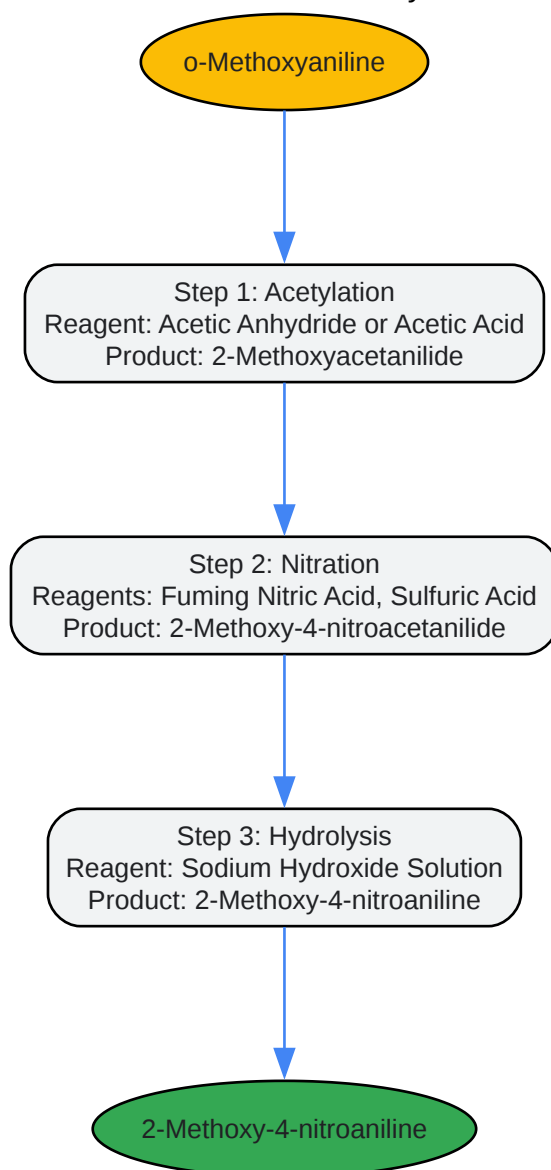 o-Methoxyaniline
Step 1: Acetylation
Reagent: Acetic Anhydride or Acetic Acid
Product: 2-Methoxyacetanilide
Step 2: Nitration
Reagents: Fuming Nitric Acid, Sulfuric Acid
Product: 2-Methoxy-4-nitroacetanilide
Step 3: Hydrolysis
Reagent: Sodium Hydroxide Solution
Product: 2-Methoxy-4-nitroaniline
2-Methoxy-4-nitroaniline